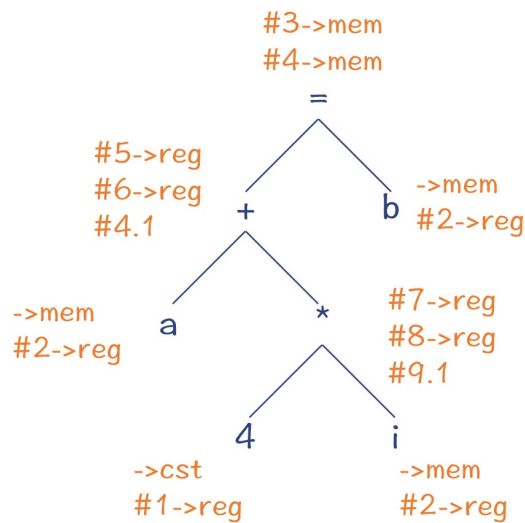 #3->mem
#4->mem
=
#5->reg
#6->reg
#4.1
+
b
->mem
#2->reg
->mem
#2->reg
a
*
#7->reg
#8->reg
#9.1
4
i
->cst
#1->reg
->mem
#2->reg